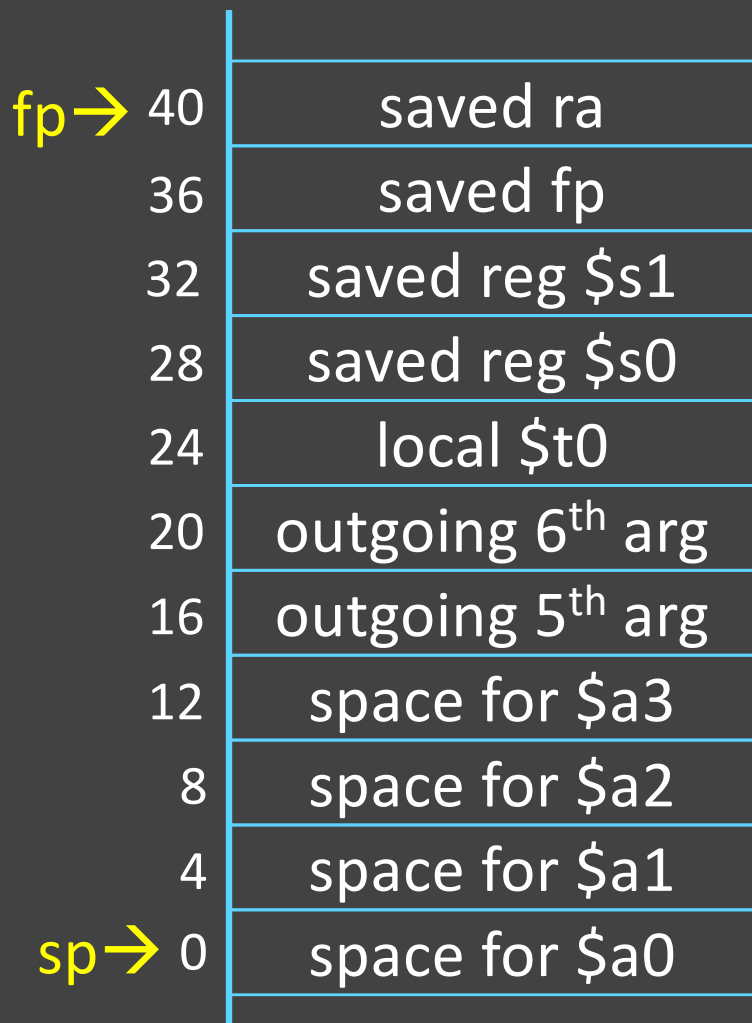 fp→ 40 saved ra
36 saved fp
32 saved reg $s1
28 saved reg $s0
24 local $t0
20 outgoing 6th arg
16 outgoing 5th arg
12 space for $a3
8 space for $a2
4 space for $a1
sp→ 0 space for $a0